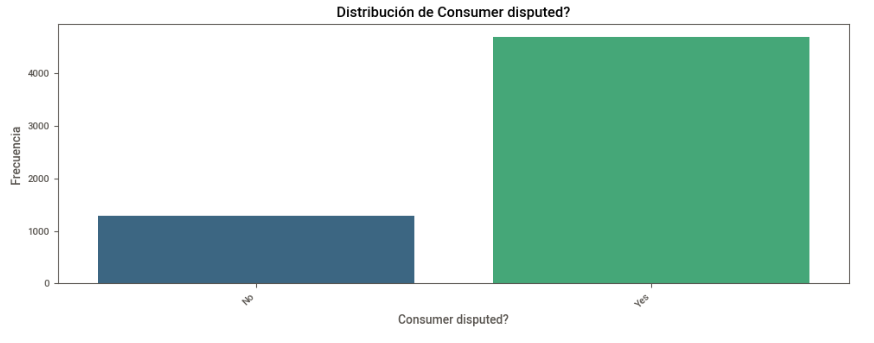 Distribución de Consumer disputed?
Frecuencia
4000
3000
2000
1000
0
No
Yes
Consumer disputed?